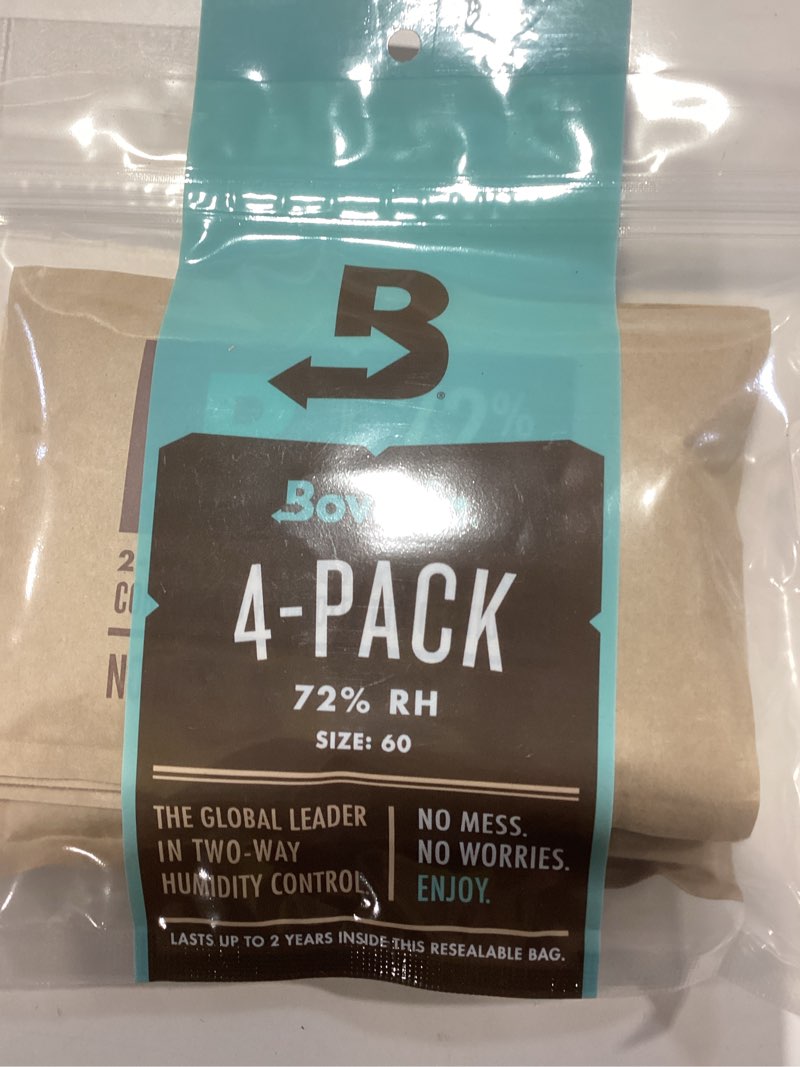 B
72%
4-PACK
72% RH
SIZE: 60
THE GLOBAL LEADER
IN TWO-WAY
HUMIDITY CONTROL
NO MESS.
NO WORRIES.
ENJOY.
LASTS UP TO 2 YEARS INSIDE THIS RESEALABLE BAG.